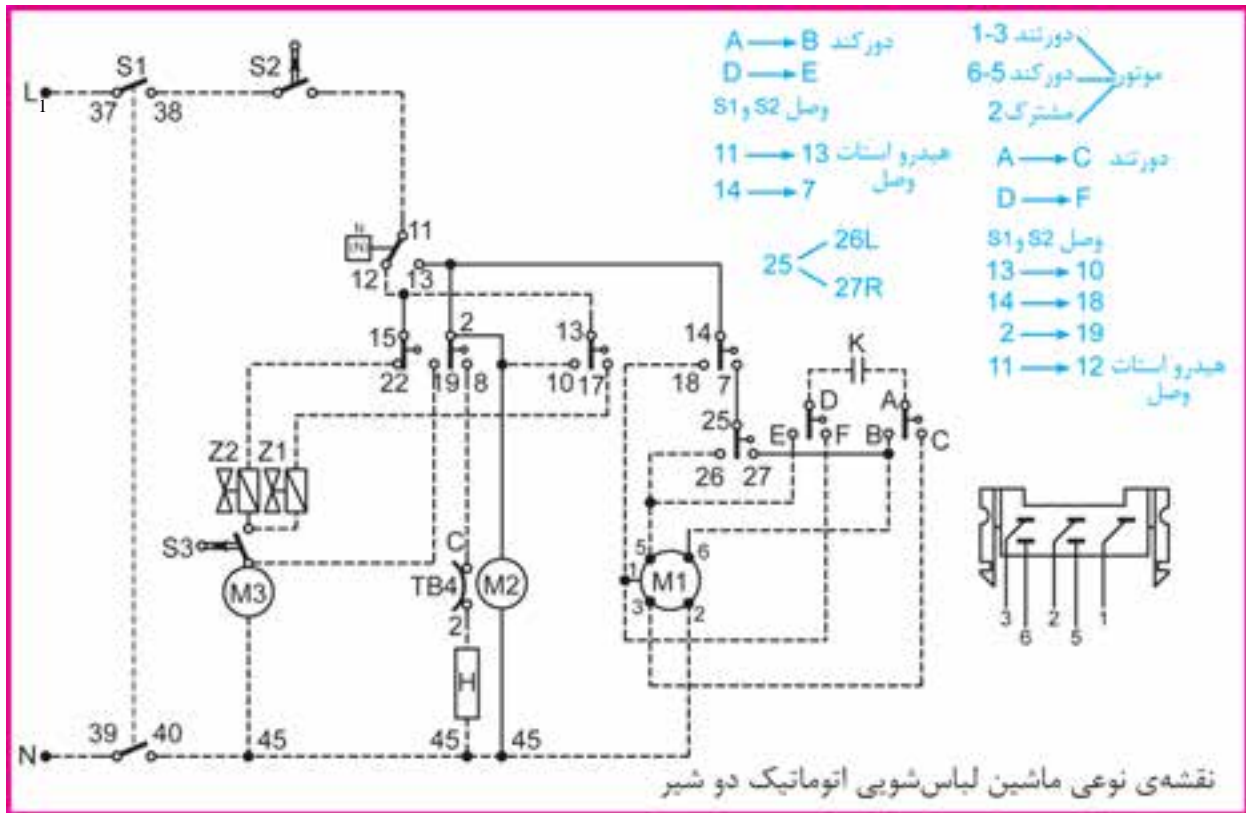 A → B دورکند
D → E
وصل S2 و S1
11 → 13 هیدرو استات وصل
14 → 7
25
26L
27R
دورتند 1-3
موتور دورکند 5-6
مشترک 2
A → C دورتند
D → F
وصل S2 و S1
13 → 10
14 → 18
2 → 19
11 → 12 هیدرو استات وصل
L1 S1 S2
37 38
N
(N)
11
12 13
15 2 13 14 K
22 19 8 10 17 18 7 D A
25 E F B C
26 27
Z2 Z1
S3 C 5 6
M3 TB4 M2 1 M1
2 3 2
H
3 2 1
6 5
39 40 45 45 45
N
نقشه‌ی نوعی ماشین لباس‌شویی اتوماتیک دو شیر